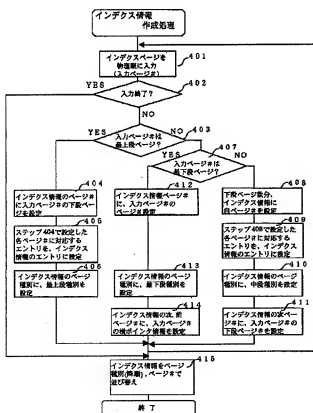 インデクス情報
作成処理
インデクスページを
物理順に入力
(入力ページ#)
401
402
YES
入力終了?
NO
403
YES
入力ページ#は
最上段ページ?
NO
407
YES
入力ページ#は
最下段ページ?
NO
404
インデクス情報のページ#
に入力ページ#の下段ペー
ジを設定
412
インデクス情報ページ#
に、入力ページ#の
ページ#設定
408
下段ページ数分、イン
デクス情報に
自ページ#を設定
405
ステップ404で設定した
各ページ#に対応する
エントリを、インデクス
情報のエントリに設定
409
ステップ408で設定した
各ページ#に対応する
エントリを、インデクス
情報のエントリに設定
406
インデクス情報のページ
種別に、最上段種別を
設定
413
インデクス情報のページ
種別に、最下段種別を
設定
410
インデクス情報のページ
種別に、中段種別を
設定
414
インデクス情報の次,前
ページ#に、入力ページ#
の横ポインタ情報を設定
411
インデクス情報の次ペー
ジ#に、入力ページ#の
下段ページ#を設定
415
インデクス情報をページ
種別(降順)、ページ#で
並び替え
終了